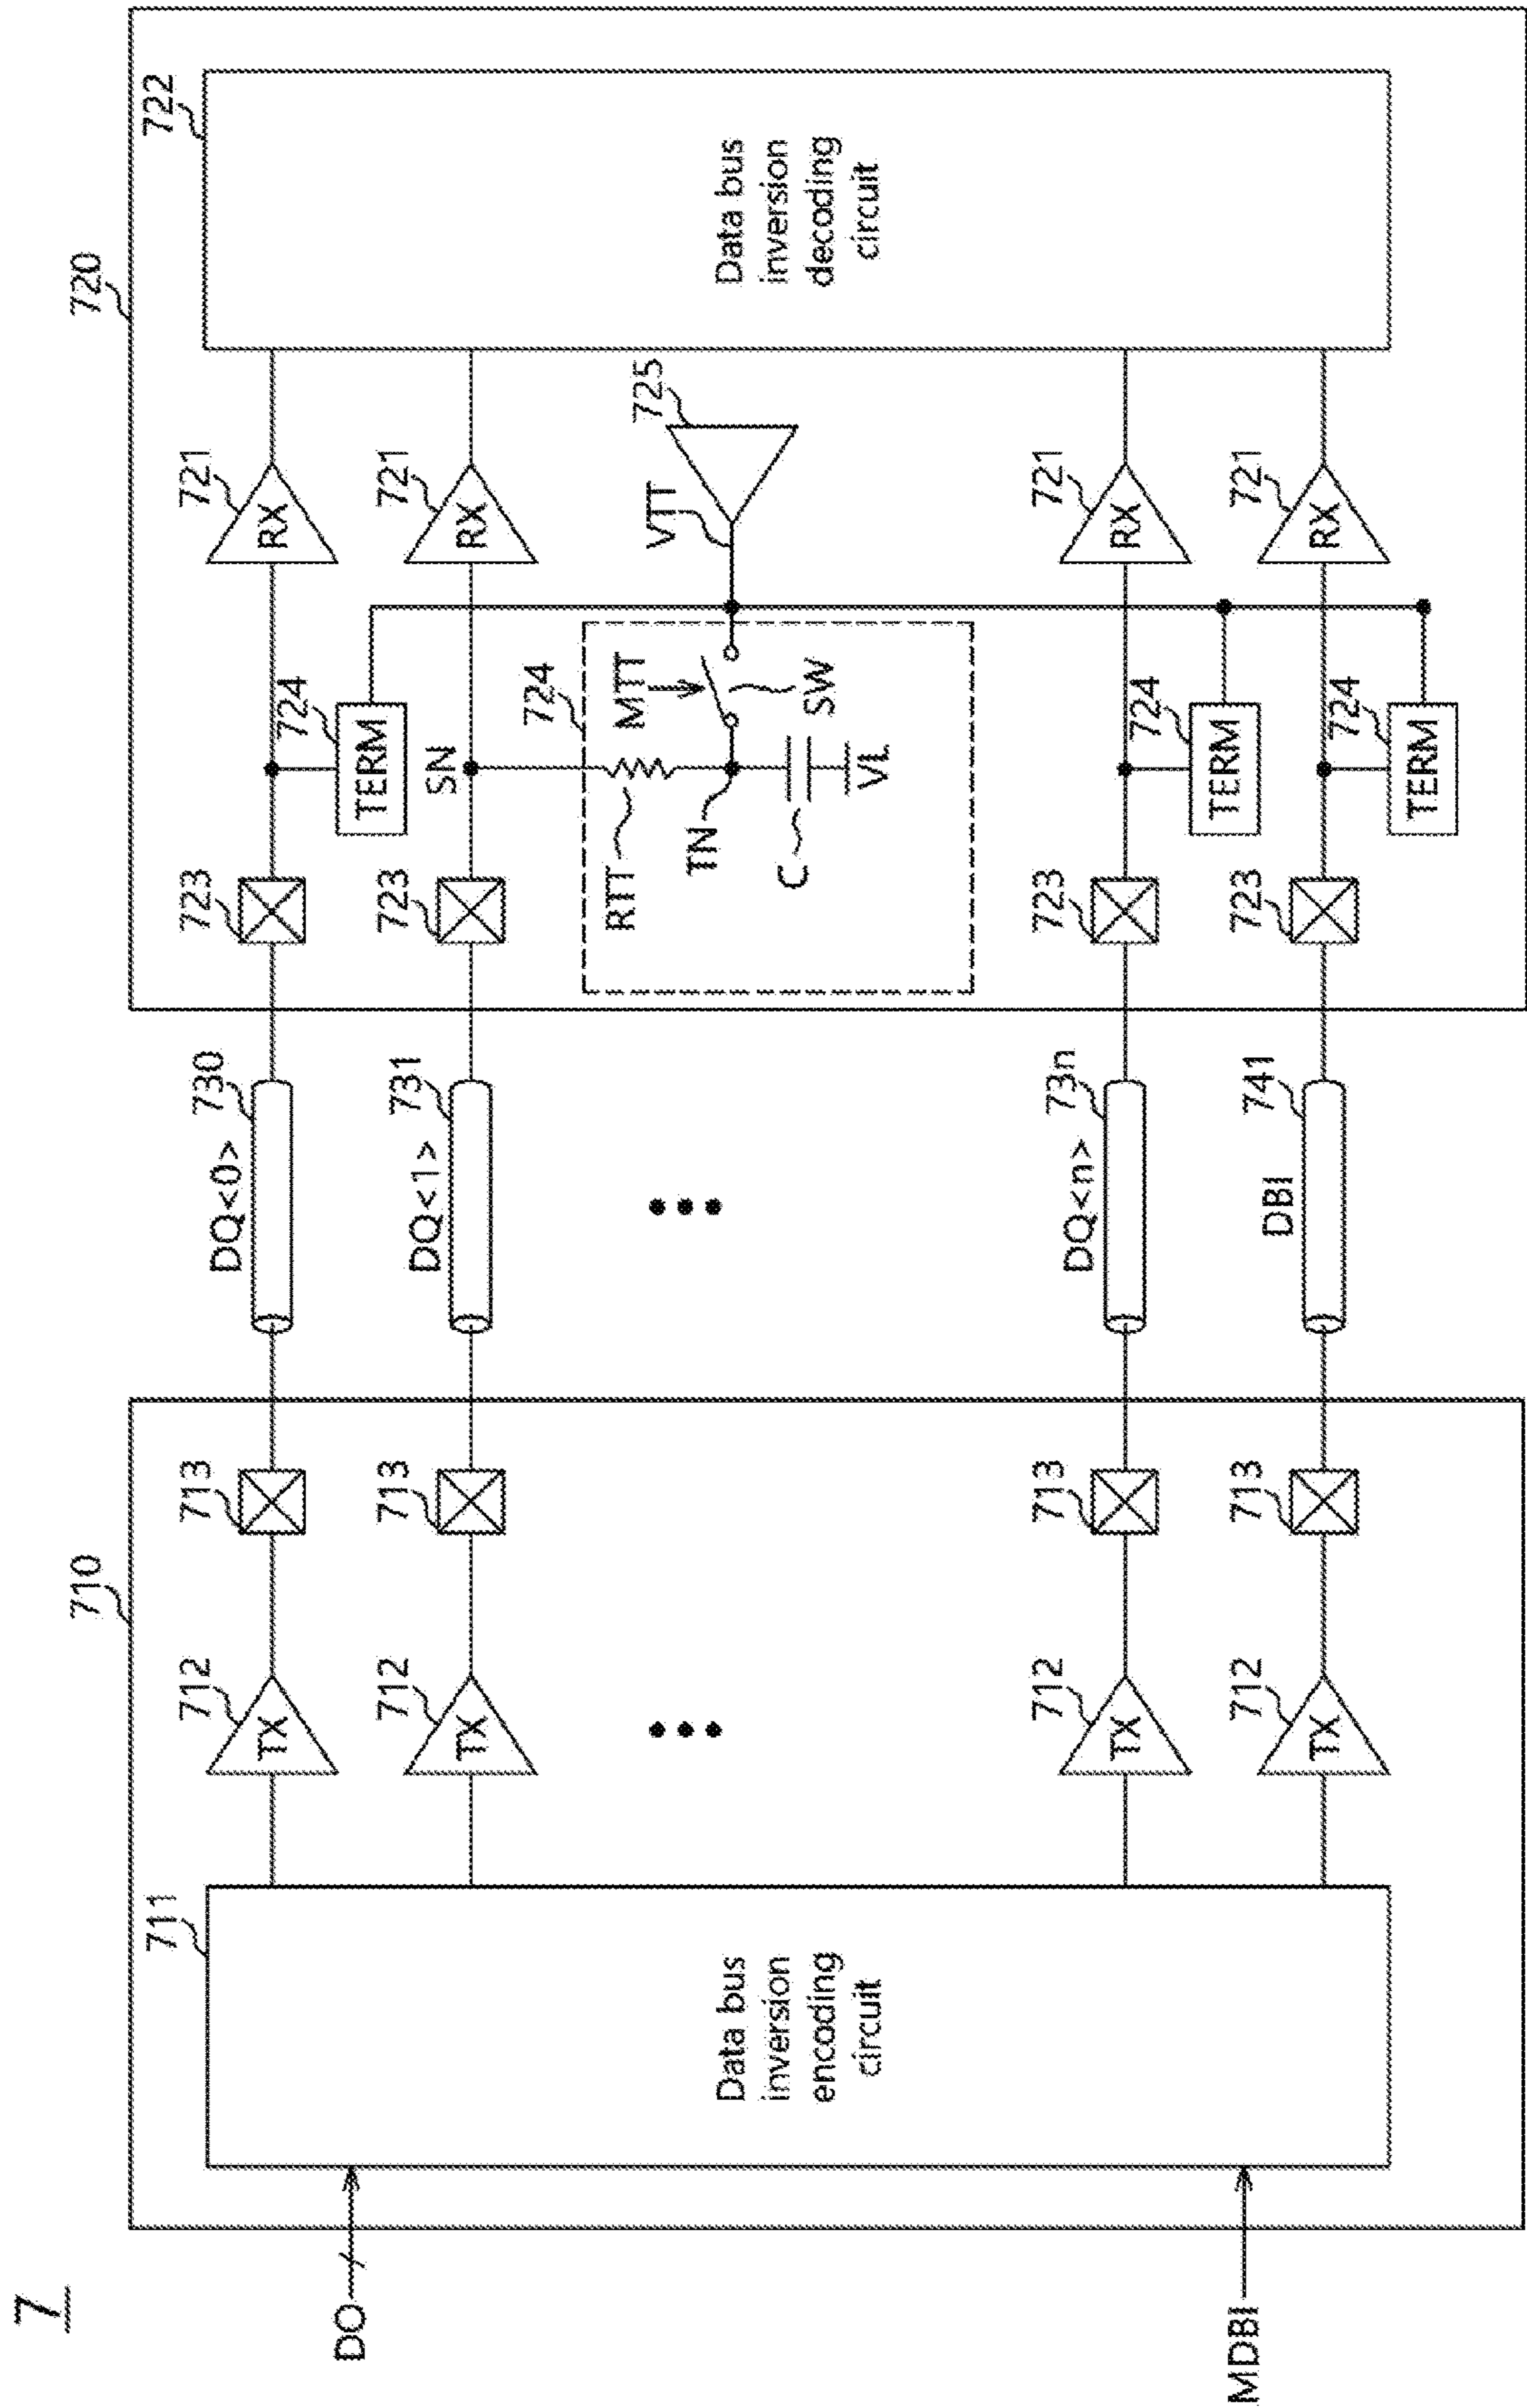 7
DO
MDBI
710
711
Data bus
inversion
encoding
circuit
712
TX
712
TX
712
TX
712
TX
713
713
713
713
DQ<0>
730
DQ<1>
731
DQ<n>
73n
DBI
741
720
723
723
723
723
724
TERM
SN
724
RTT
MTT
SW
TN
C
VL
724
TERM
724
TERM
VTT
725
721
RX
721
RX
721
RX
721
RX
722
Data bus
inversion
decoding
circuit